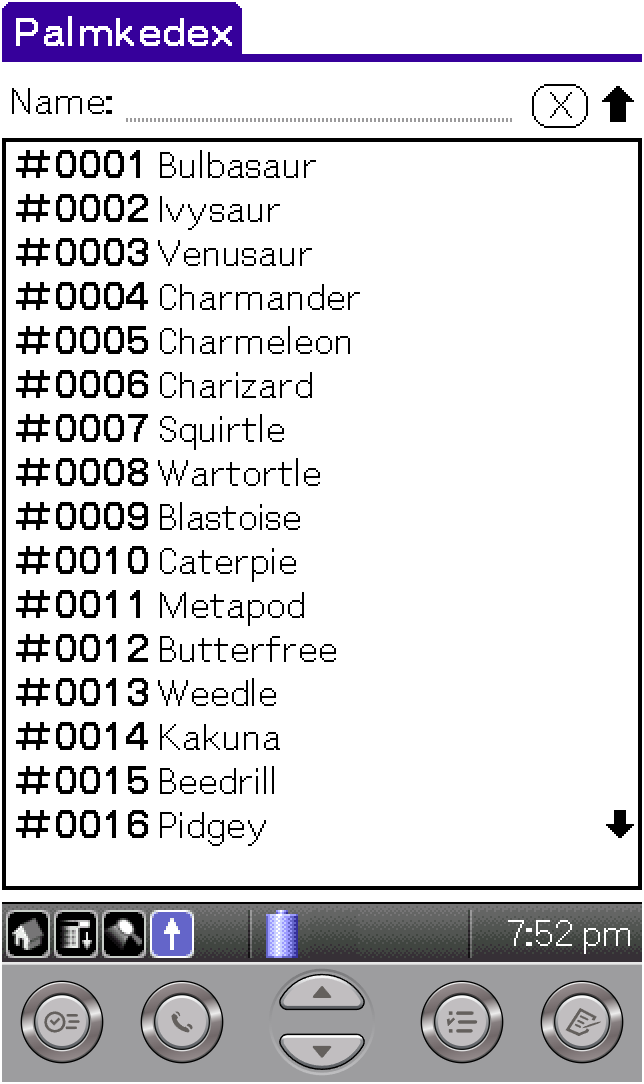 Palmkedex
Name:
X
#0001 Bulbasaur
#0002 Ivysaur
#0003 Venusaur
#0004 Charmander
#0005 Charmeleon
#0006 Charizard
#0007 Squirtle
#0008 Wartortle
#0009 Blastoise
#0010 Caterpie
#0011 Metapod
#0012 Butterfree
#0013 Weedle
#0014 Kakuna
#0015 Beedrill
#0016 Pidgey
7:52 pm